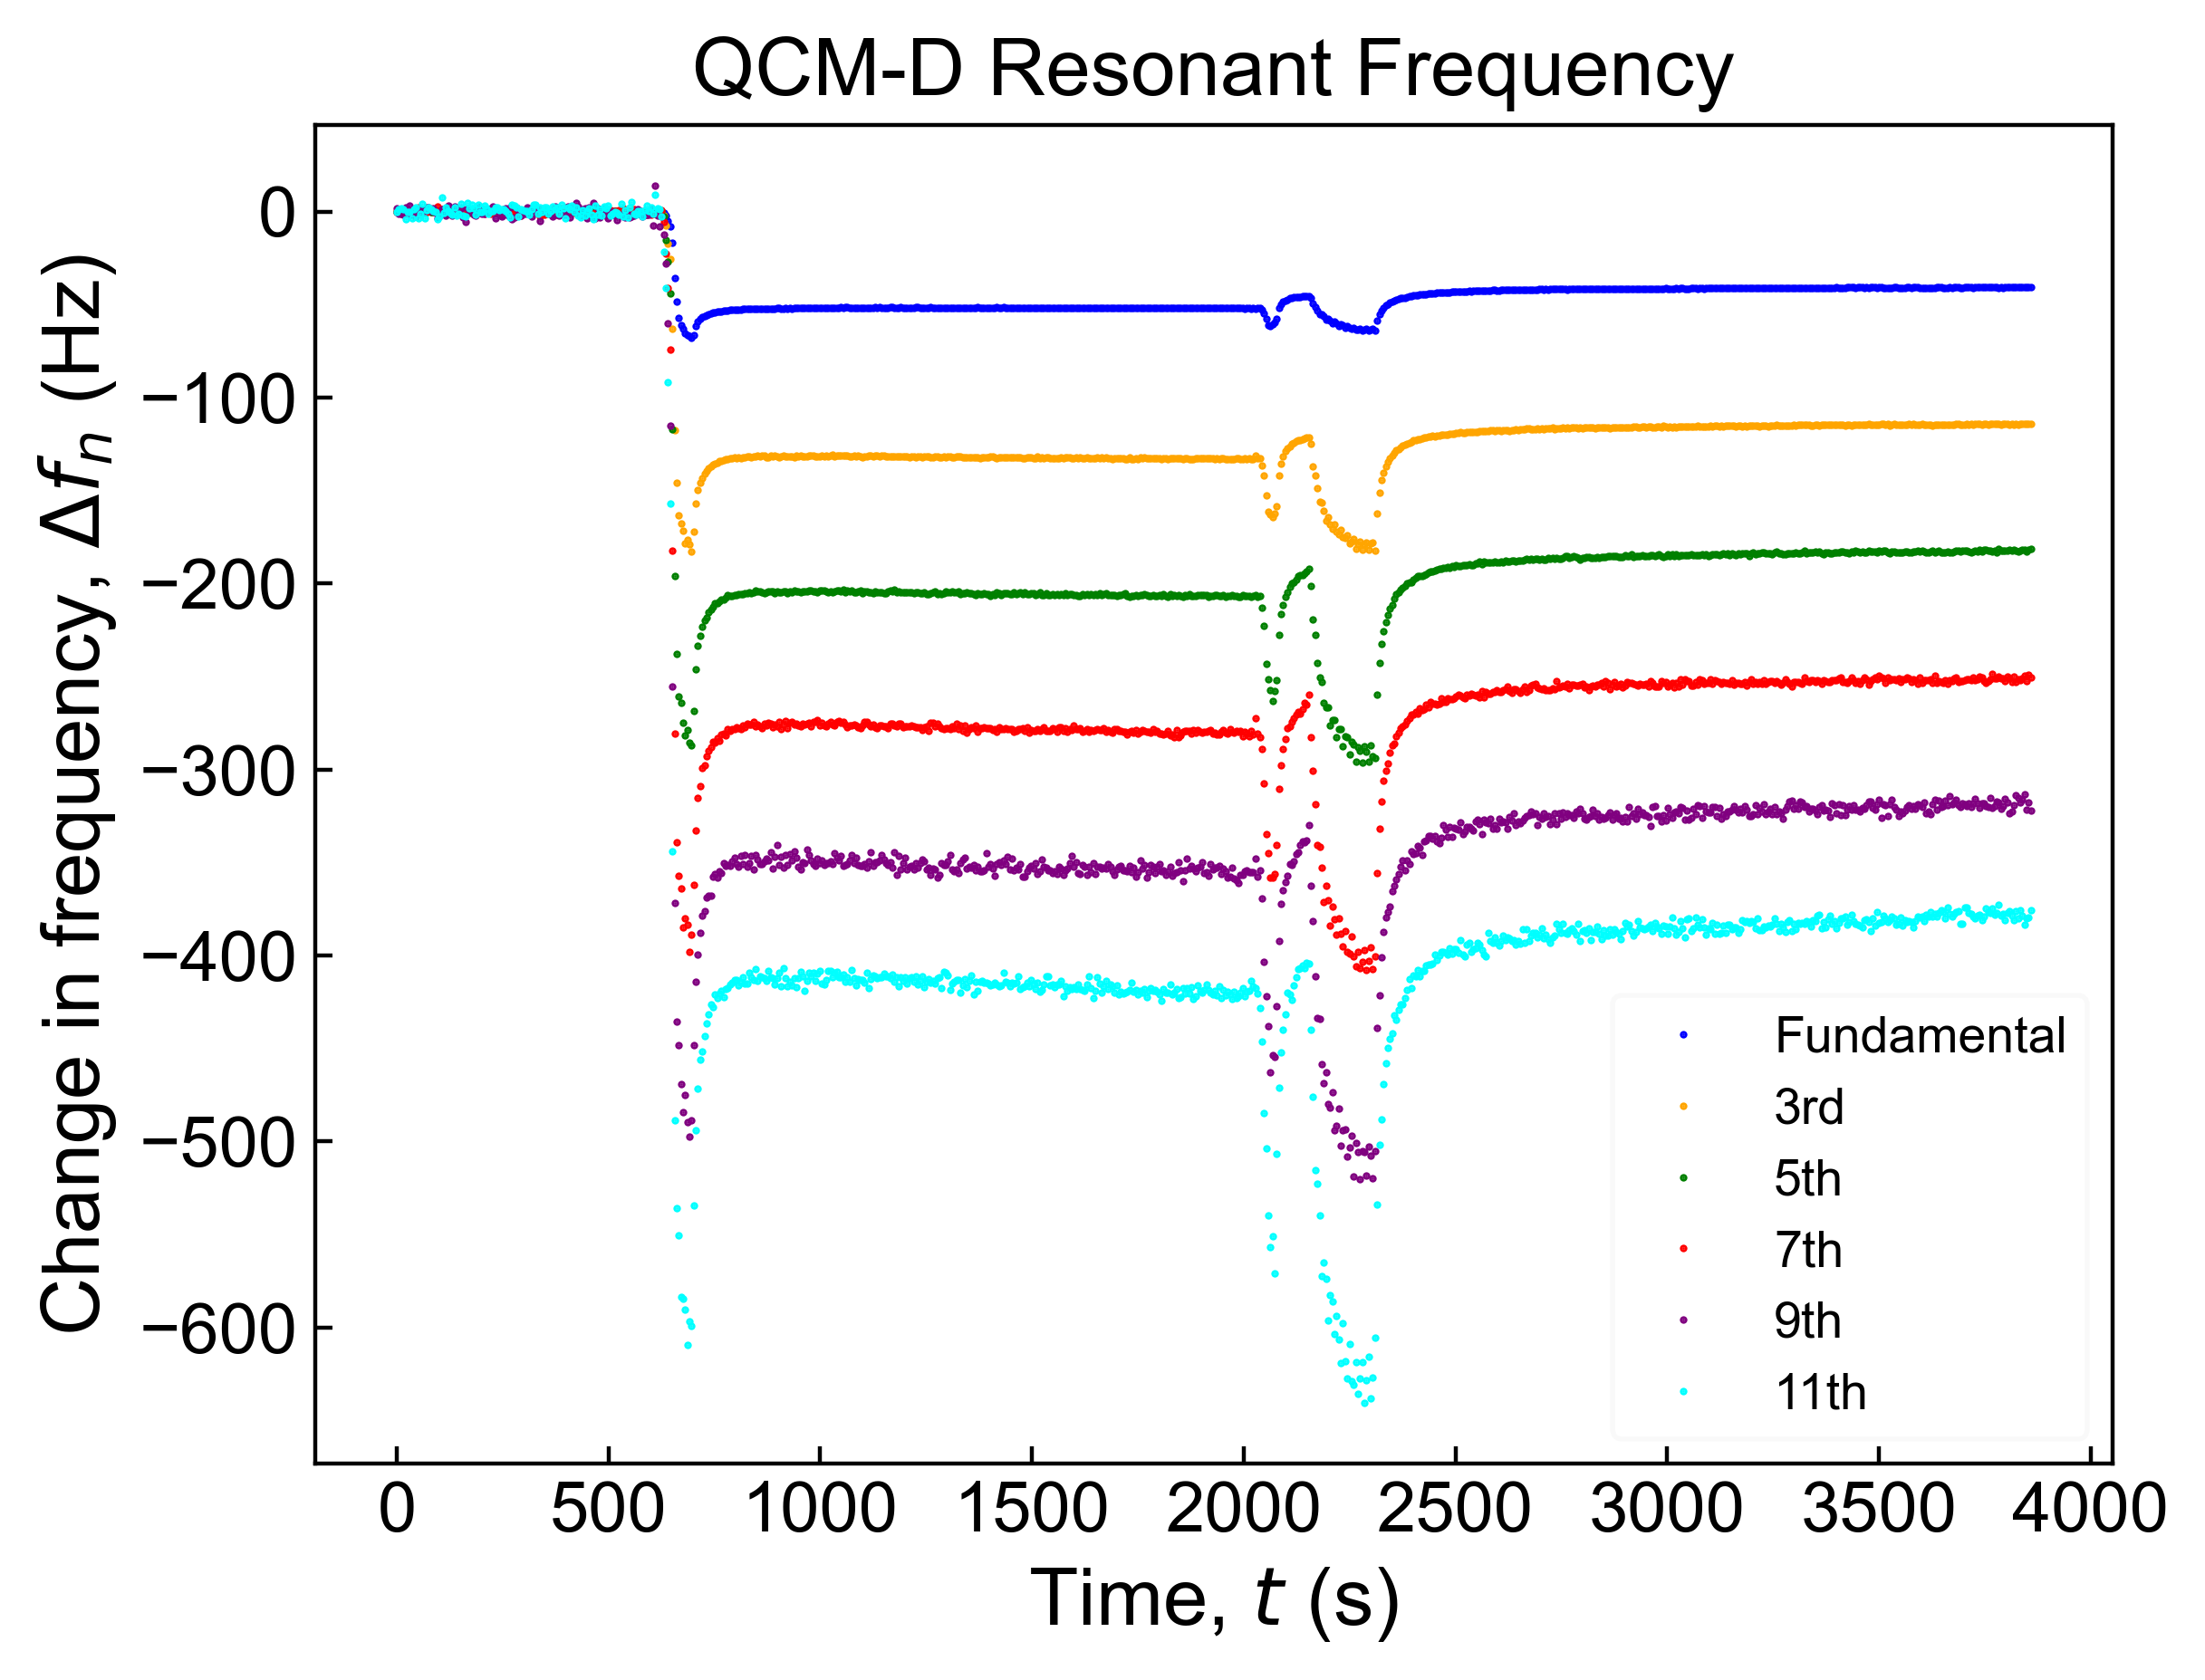 QCM-D Resonant Frequency
Change in frequency, Δfₙ (Hz)
0
−100
−200
−300
−400
−500
−600
Fundamental
3rd
5th
7th
9th
11th
0 500 1000 1500 2000 2500 3000 3500 4000
Time, t (s)